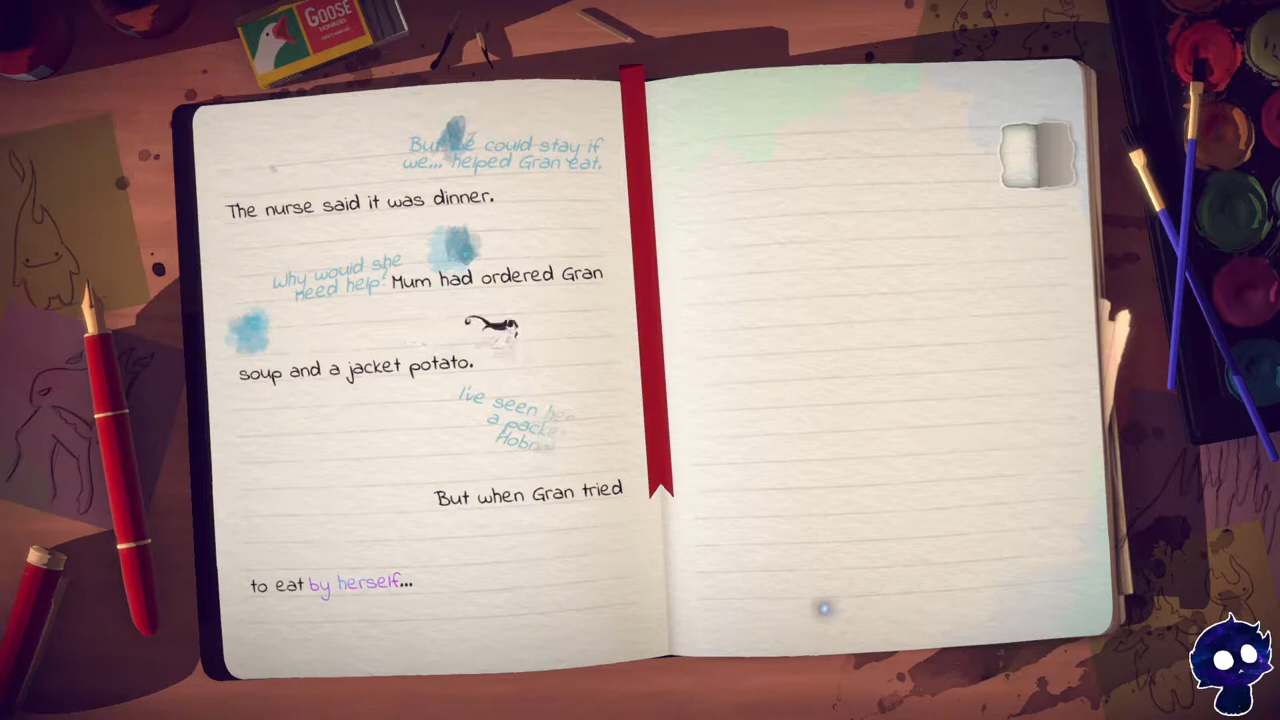 GOOSE
But we could stay if
we... helped Gran eat.
The nurse said it was dinner.
Why would she
need help?
Mum had ordered Gran
soup and a jacket potato.
I've seen
a
But when Gran tried
to eat by herself...